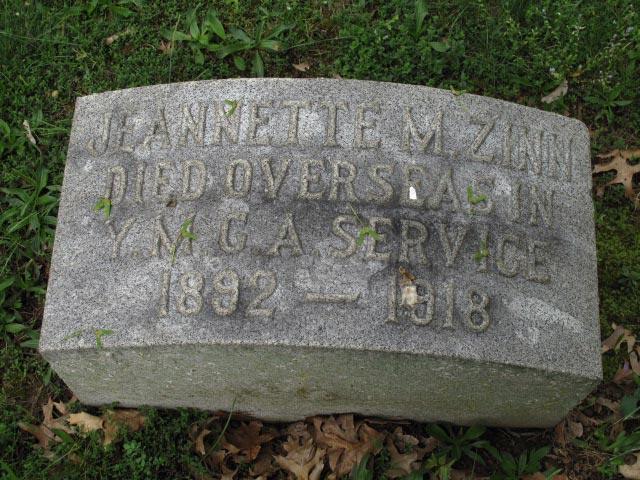 JEANNETTE M. ZINN
DIED OVERSEAS IN
Y.M.C.A. SERVICE
1892 — 1918